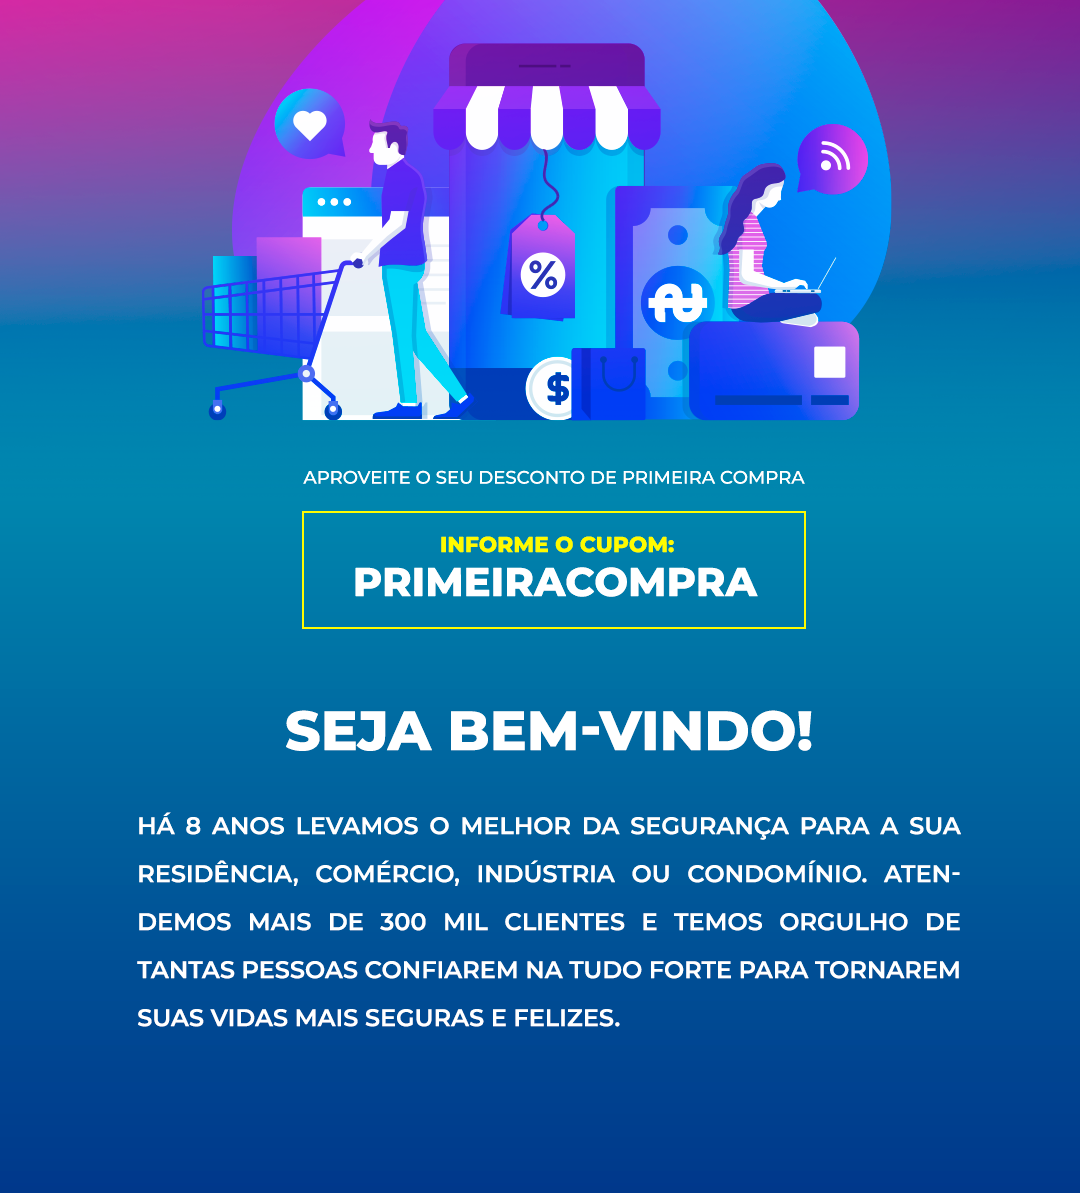 %
$
APROVEITE O SEU DESCONTO DE PRIMEIRA COMPRA
INFORME O CUPOM:
PRIMEIRACOMPRA
SEJA BEM-VINDO!
HÁ 8 ANOS LEVAMOS O MELHOR DA SEGURANÇA PARA A SUA
RESIDÊNCIA, COMÉRCIO, INDÚSTRIA OU CONDOMÍNIO. ATEN-
DEMOS MAIS DE 300 MIL CLIENTES E TEMOS ORGULHO DE
TANTAS PESSOAS CONFIAREM NA TUDO FORTE PARA TORNAREM
SUAS VIDAS MAIS SEGURAS E FELIZES.